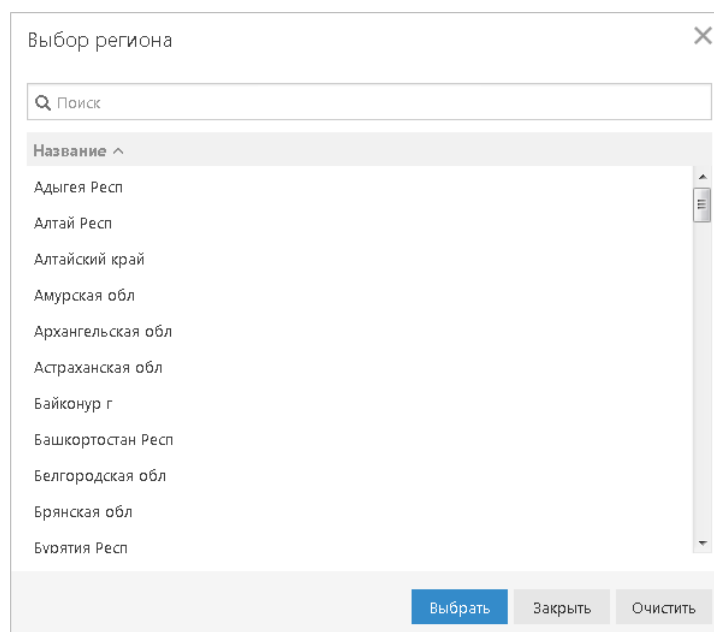 Выбор региона
Поиск
Название
Адыгея Респ
Алтай Респ
Алтайский край
Амурская обл
Архангельская обл
Астраханская обл
Байконур г
Башкортостан Респ
Белгородская обл
Брянская обл
Бурятия Респ
Выбрать Закрыть Очистить